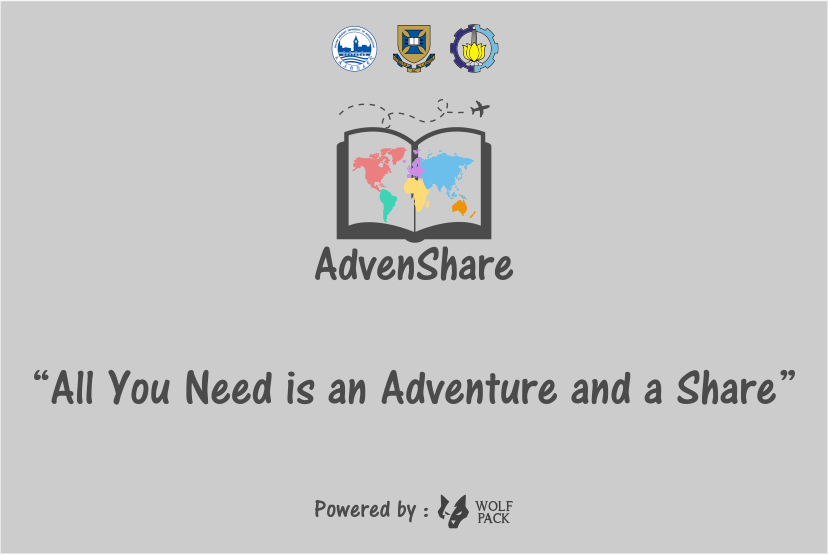 AdvenShare
“All You Need is an Adventure and a Share”
Powered by :
WOLF
PACK